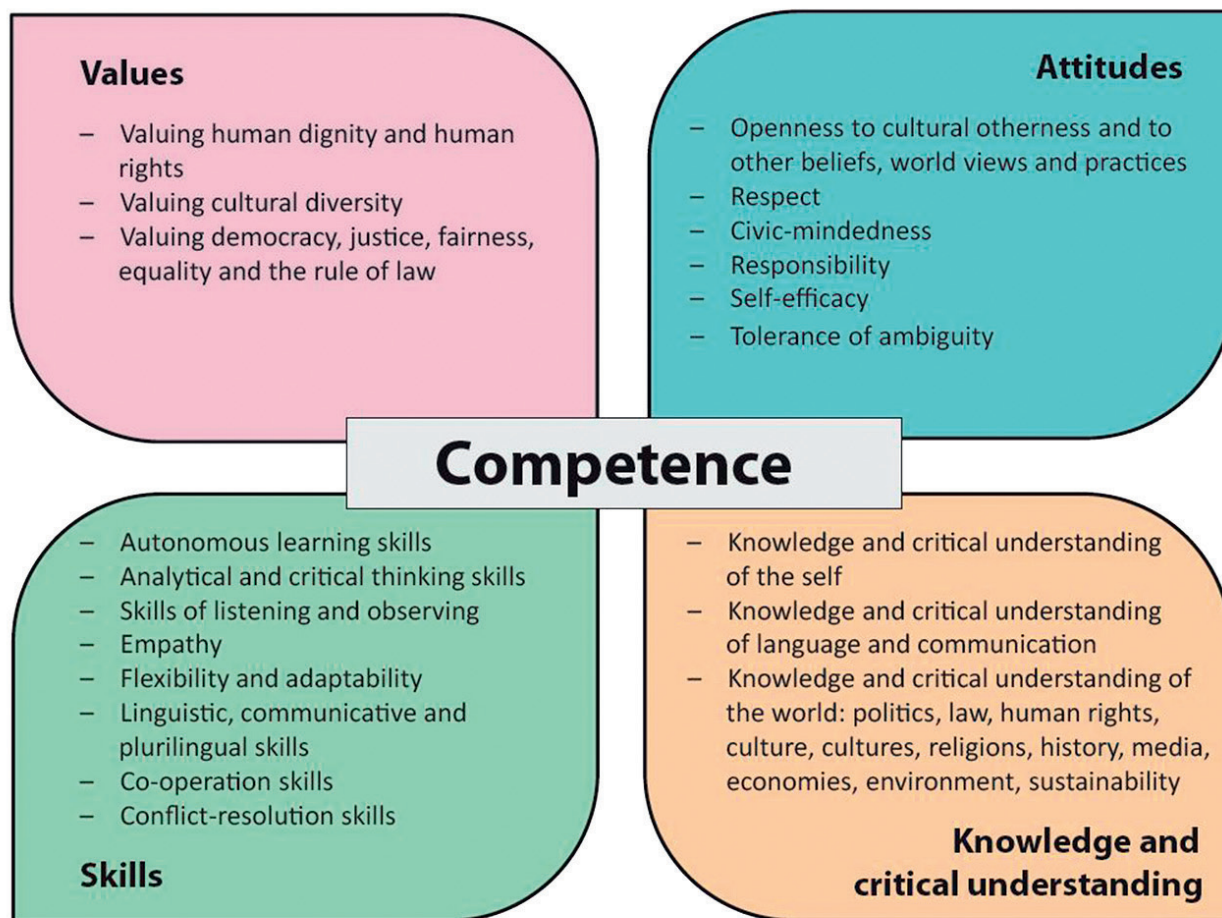 Values
– Valuing human dignity and human
rights
– Valuing cultural diversity
– Valuing democracy, justice, fairness,
equality and the rule of law
Attitudes
– Openness to cultural otherness and to
other beliefs, world views and practices
– Respect
– Civic-mindedness
– Responsibility
– Self-efficacy
– Tolerance of ambiguity
Competence
– Autonomous learning skills
– Analytical and critical thinking skills
– Skills of listening and observing
– Empathy
– Flexibility and adaptability
– Linguistic, communicative and
plurilingual skills
– Co-operation skills
– Conflict-resolution skills
Skills
– Knowledge and critical understanding
of the self
– Knowledge and critical understanding
of language and communication
– Knowledge and critical understanding of
the world: politics, law, human rights,
culture, cultures, religions, history, media,
economies, environment, sustainability
Knowledge and
critical understanding